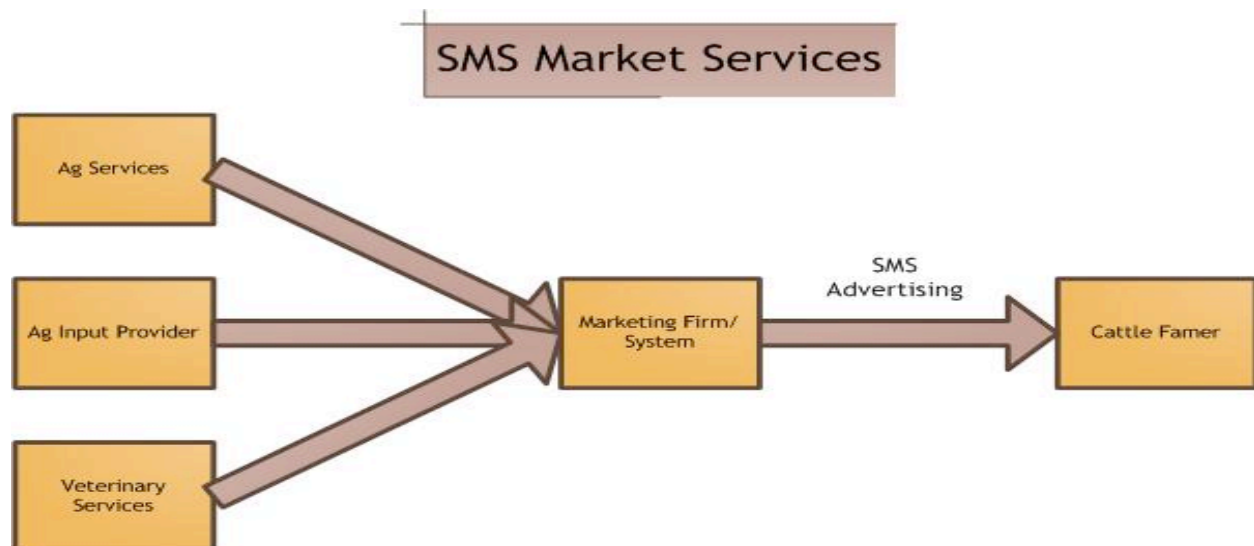 SMS Market Services
Ag Services
SMS
Advertising
Ag Input Provider
Marketing Firm/
System
Cattle Famer
Veterinary
Services